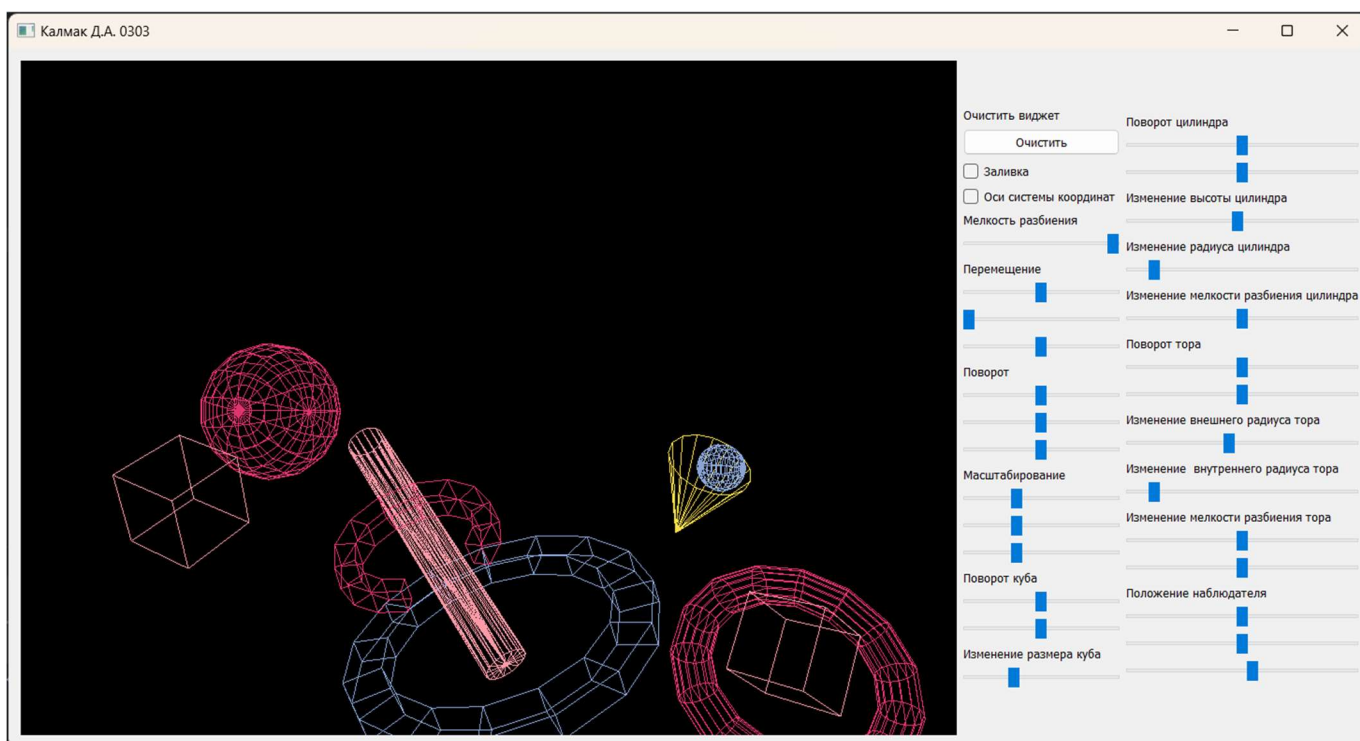 Калмак Д.А. 0303
Очистить виджет
Очистить
Заливка
Оси системы координат
Мелкость разбиения
Перемещение
Поворот
Масштабирование
Поворот куба
Изменение размера куба
Поворот цилиндра
Изменение высоты цилиндра
Изменение радиуса цилиндра
Изменение мелкости разбиения цилиндра
Поворот тора
Изменение внешнего радиуса тора
Изменение внутреннего радиуса тора
Изменение мелкости разбиения тора
Положение наблюдателя